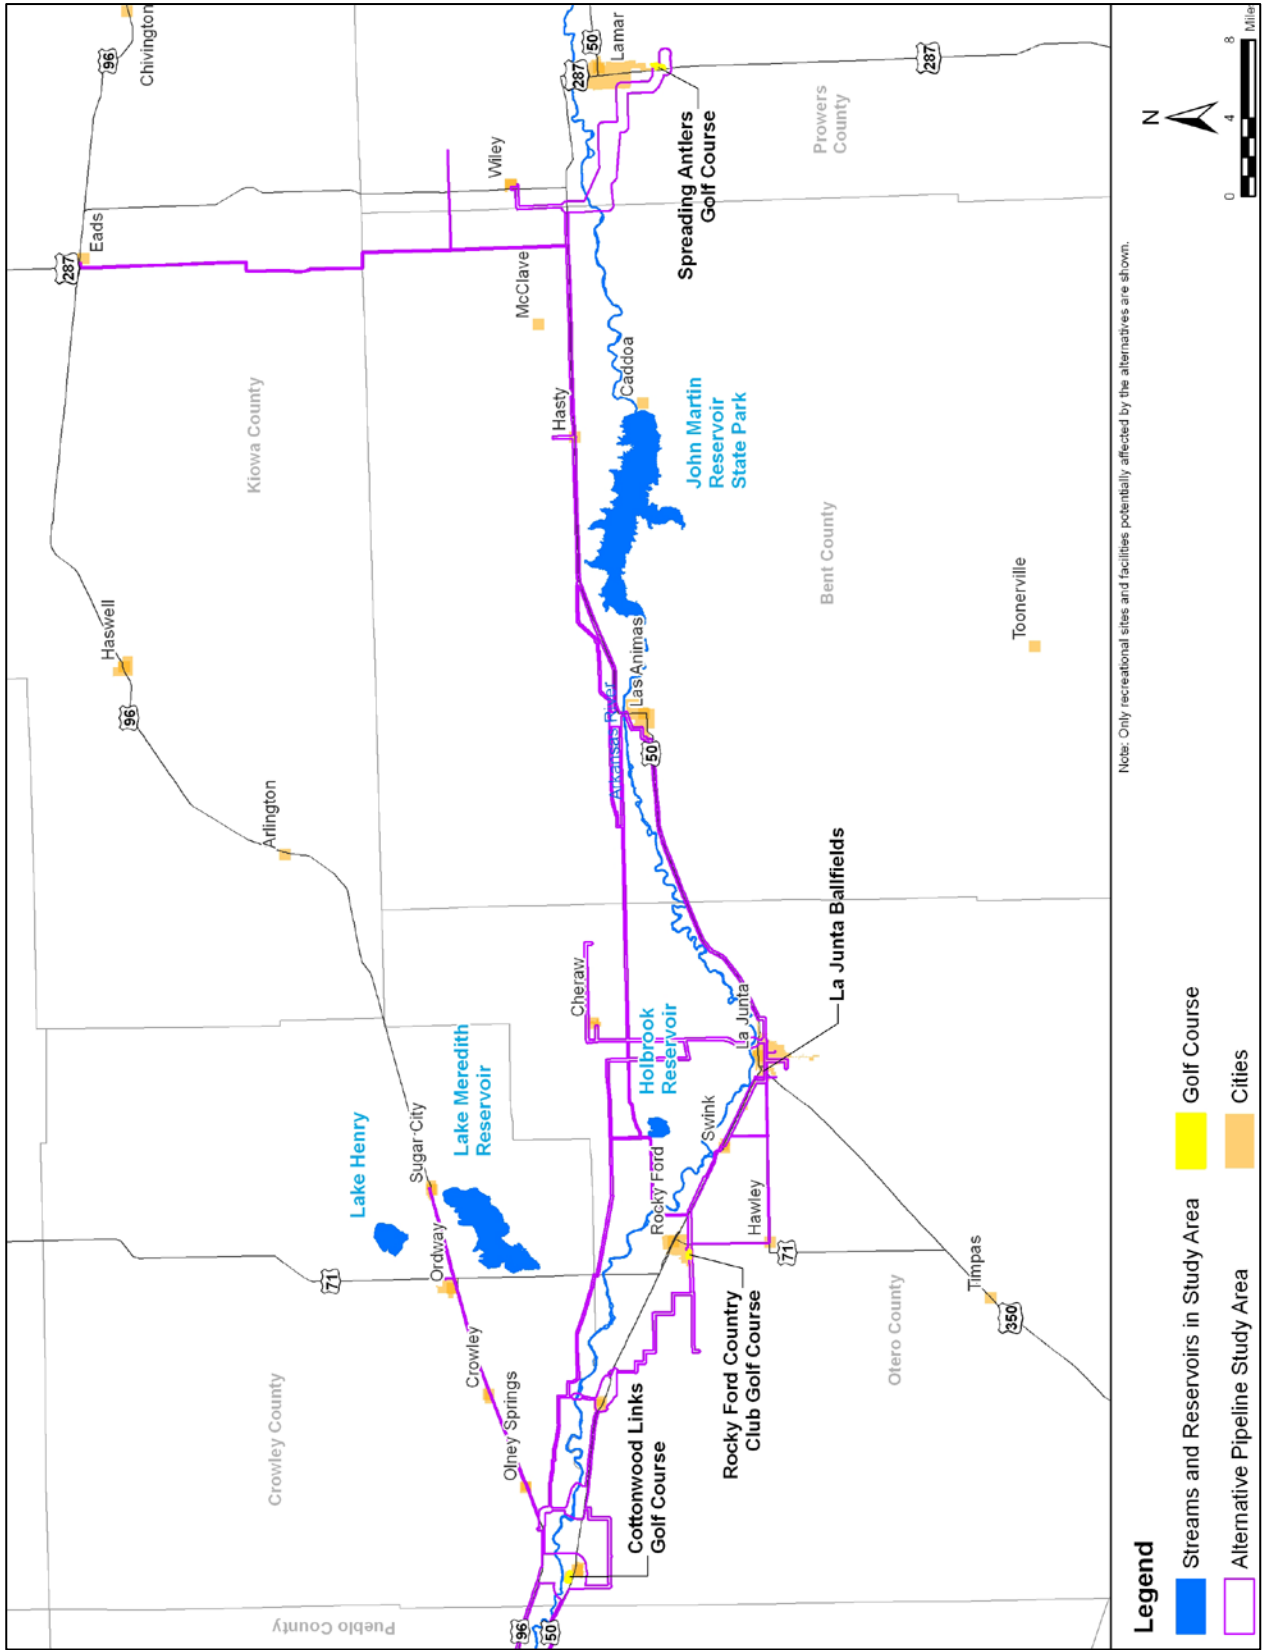 96
Chivington
50
Lamar
287
287
Spreading Antlers
Golf Course
Prowers
County
Wiley
Eads
287
McClave
Kiowa County
Hasty
Caddoa
John Martin
Reservoir
State Park
Bent County
Haswell
96
Arlington
Arkansas River
Las Animas
50
Toonerville
Cheraw
Holbrook
Reservoir
La Junta
La Junta Ballfields
Lake Henry
Lake Meredith
Reservoir
Sugar City
Ordway
71
Crowley
Olney Springs
Crowley County
Swink
Rocky Ford
Hawley
71
Rocky Ford Country
Club Golf Course
Otero County
Timpas
350
Cottonwood Links
Golf Course
Pueblo County
96
50
N
0 4 8
Miles
Note: Only recreational sites and facilities potentially affected by the alternatives are shown.
Legend
Streams and Reservoirs in Study Area
Golf Course
Alternative Pipeline Study Area
Cities